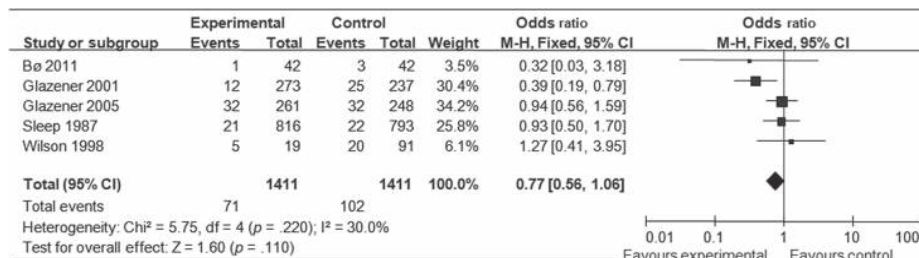 Experimental Control Odds ratio Odds ratio
Study or subgroup Events Total Events Total Weight M-H, Fixed, 95% CI M-H, Fixed, 95% CI
Bø 2011 1 42 3 42 3.5% 0.32 [0.03, 3.18]
Glazener 2001 12 273 25 237 30.4% 0.39 [0.19, 0.79]
Glazener 2005 32 261 32 248 34.2% 0.94 [0.56, 1.59]
Sleep 1987 21 816 22 793 25.8% 0.93 [0.50, 1.70]
Wilson 1998 5 19 20 91 6.1% 1.27 [0.41, 3.95]
Total (95% CI) 1411 1411 100.0% 0.77 [0.56, 1.06]
Total events 71 102
Heterogeneity: Chi² = 5.75, df = 4 (p = .220); I² = 30.0%
Test for overall effect: Z = 1.60 (p = .110)
0.01 0.1 1 10 100
Favours experimental Favours control